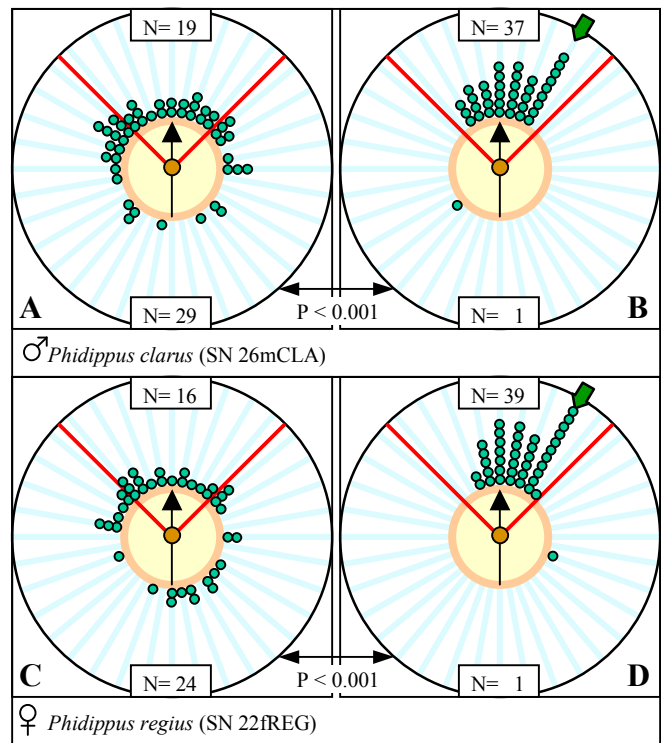 N= 19 N= 37
A B
P < 0.001
N= 29 N= 1
♂ Phidippus clarus (SN 26mCLA)
N= 16 N= 39
C D
P < 0.001
N= 24 N= 1
♀ Phidippus regius (SN 22fREG)